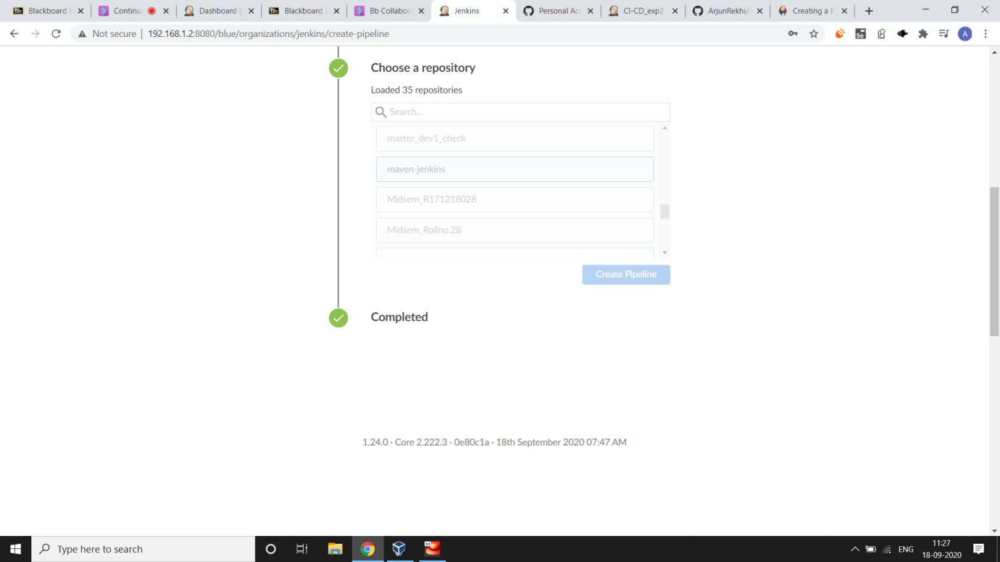 Blackboard L
Continu
Dashboard [
Blackboard L
Bb Collabora
Jenkins
Personal Acc
CI-CD_exp2
ArjunRekhi/
Creating a P
Not secure | 192.168.1.2:8080/blue/organizations/jenkins/create-pipeline
Choose a repository
Loaded 35 repositories
Search...
master_dev1_check
maven-jenkins
Midsem_R171218028
Midsem_Rollno.28
Create Pipeline
Completed
1.24.0 · Core 2.222.3 · 0e80c1a · 18th September 2020 07:47 AM
Type here to search
ENG
11:27
18-09-2020